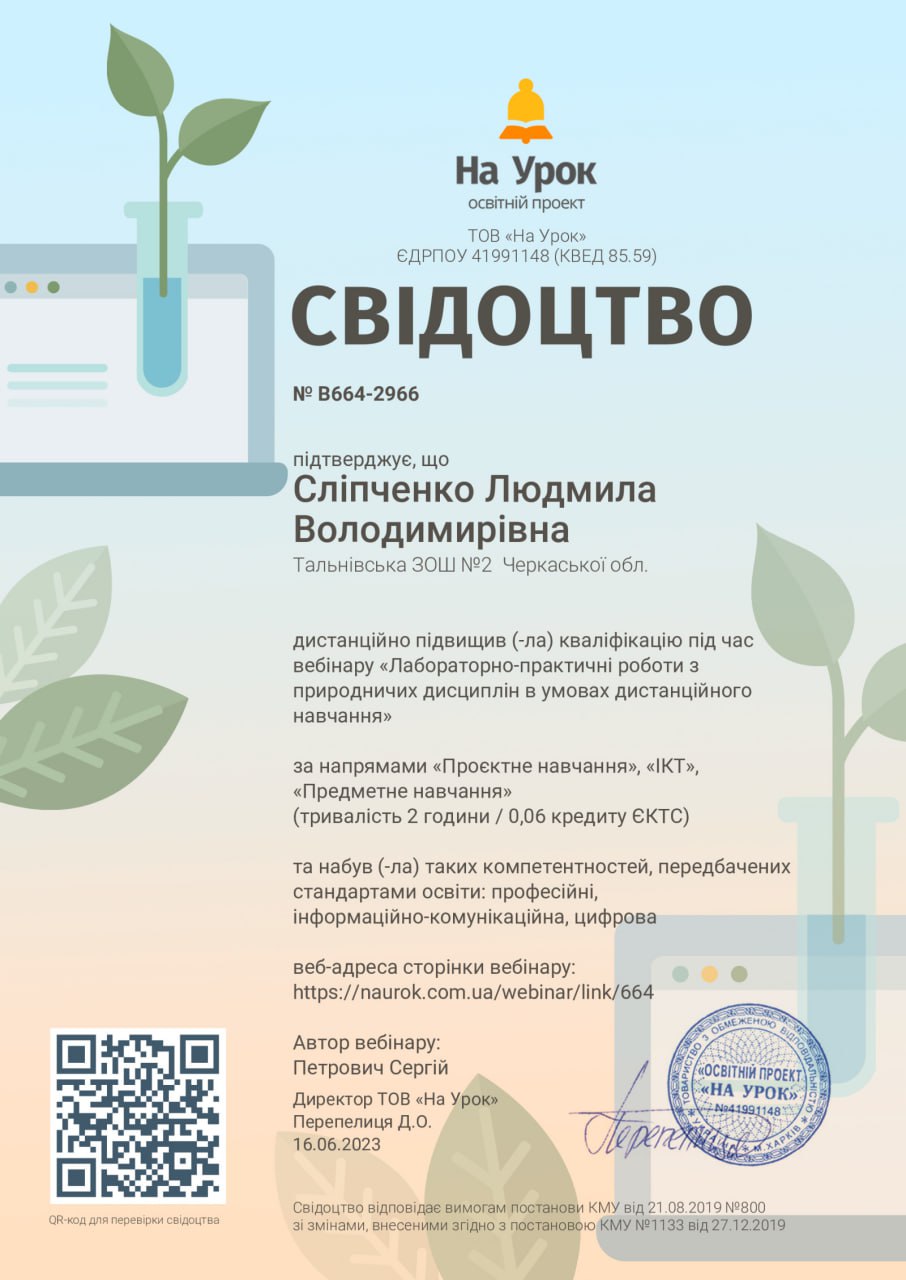 На Урок
освітній проект
ТОВ «На Урок»
ЄДРПОУ 41991148 (КВЕД 85.59)
СВІДОЦТВО
№ В664-2966
підтверджує, що
Сліпченко Людмила
Володимирівна
Тальнівська ЗОШ №2 Черкаської обл.
дистанційно підвищив (-ла) кваліфікацію під час
вебінару «Лабораторно-практичні роботи з
природничих дисциплін в умовах дистанційного
навчання»
за напрямами «Проєктне навчання», «ІКТ»,
«Предметне навчання»
(тривалість 2 години / 0,06 кредиту ЄКТС)
та набув (-ла) таких компетентностей, передбачених
стандартами освіти: професійні,
інформаційно-комунікаційна, цифрова
веб-адреса сторінки вебінару:
https://naurok.com.ua/webinar/link/664
Автор вебінару:
Петрович Сергій
Директор ТОВ «На Урок»
Перепелиця Д.О.
16.06.2023
ТОВАРИСТВО З ОБМЕЖЕНОЮ ВІДПОВІДАЛЬНІСТЮ
«ОСВІТНІЙ ПРОЕКТ
«НА УРОК»
№41991148
М.ХАРКІВ
QR-код для перевірки свідоцтва
Свідоцтво відповідає вимогам постанови КМУ від 21.08.2019 №800
зі змінами, внесеними згідно з постановою КМУ №1133 від 27.12.2019